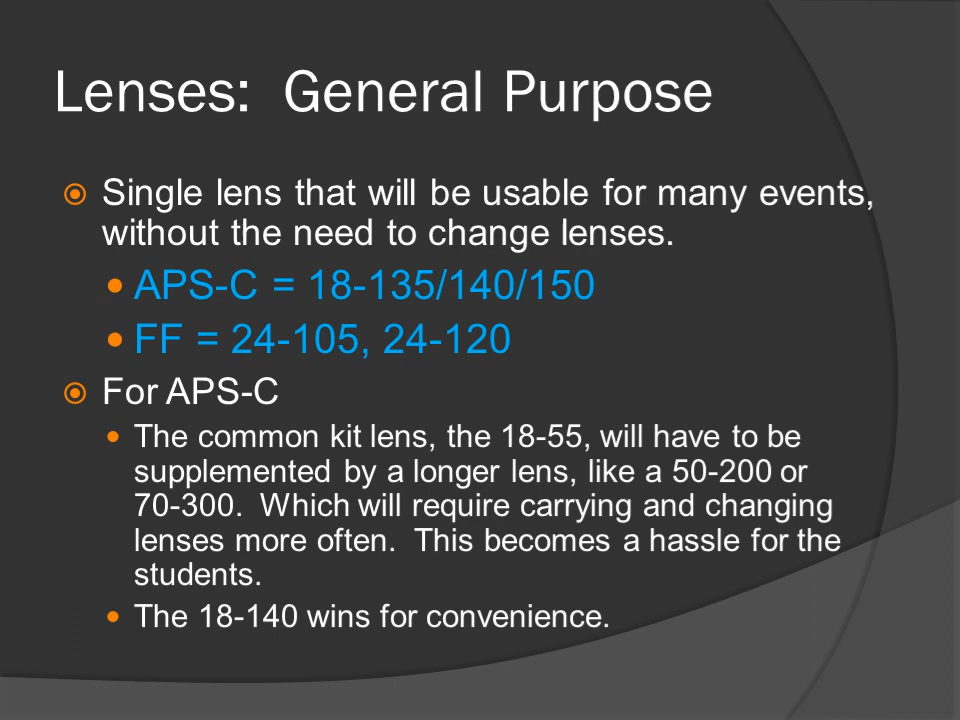 Lenses:  General Purpose
Single lens that will be usable for many events,
without the need to change lenses.
APS-C = 18-135/140/150
FF = 24-105, 24-120
For APS-C
The common kit lens, the 18-55, will have to be
supplemented by a longer lens, like a 50-200 or
70-300.  Which will require carrying and changing
lenses more often.  This becomes a hassle for the
students.
The 18-140 wins for convenience.